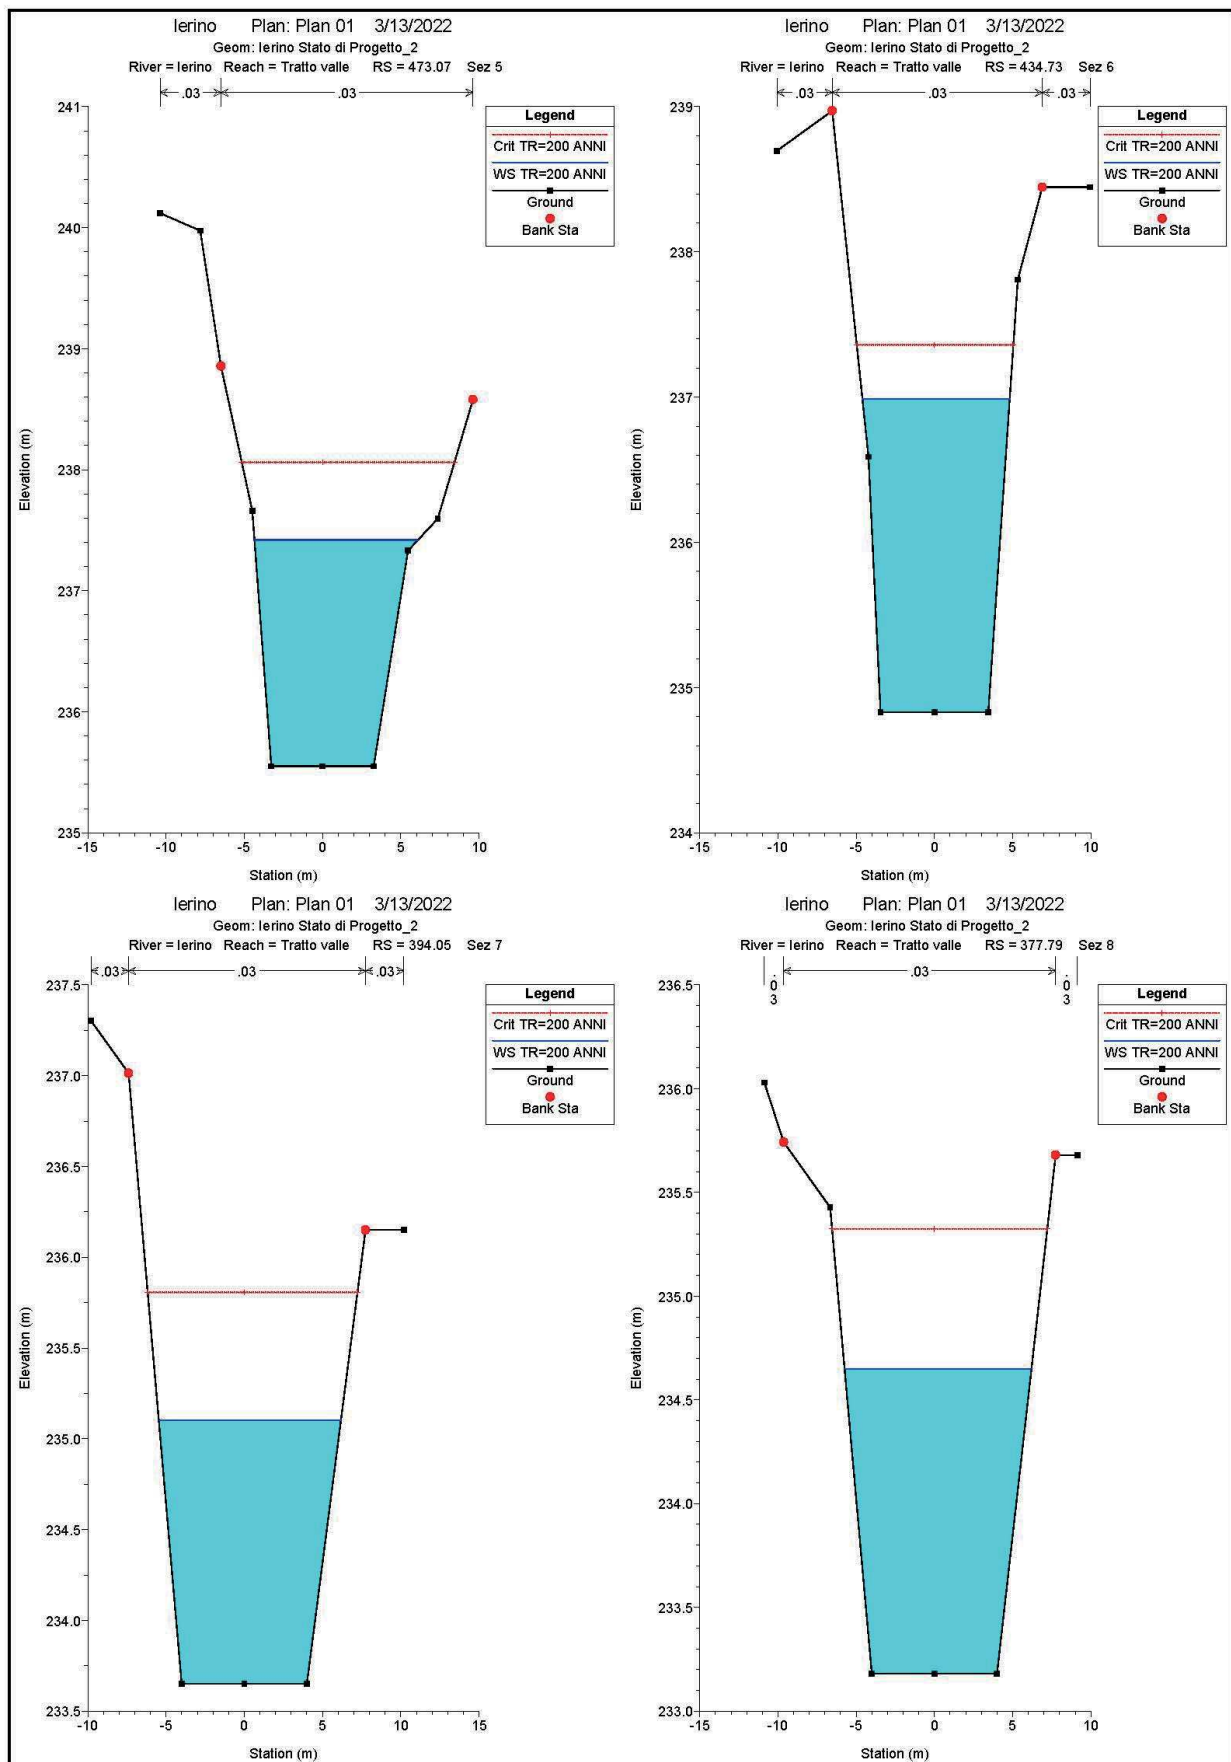 Ierino Plan: Plan 01 3/13/2022
Geom: Ierino Stato di Progetto_2
River = Ierino Reach = Tratto valle RS = 473.07 Sez 5
.03 .03
Legend
Crit TR=200 ANNI
WS TR=200 ANNI
Ground
Bank Sta
241
240
239
238
237
236
235
Elevation (m)
-15 -10 -5 0 5 10
Station (m)
Ierino Plan: Plan 01 3/13/2022
Geom: Ierino Stato di Progetto_2
River = Ierino Reach = Tratto valle RS = 434.73 Sez 6
.03 .03 .03
Legend
Crit TR=200 ANNI
WS TR=200 ANNI
Ground
Bank Sta
239
238
237
236
235
234
Elevation (m)
-15 -10 -5 0 5 10
Station (m)
Ierino Plan: Plan 01 3/13/2022
Geom: Ierino Stato di Progetto_2
River = Ierino Reach = Tratto valle RS = 394.05 Sez 7
.03 .03 .03
Legend
Crit TR=200 ANNI
WS TR=200 ANNI
Ground
Bank Sta
237.5
237.0
236.5
236.0
235.5
235.0
234.5
234.0
233.5
Elevation (m)
-10 -5 0 5 10 15
Station (m)
Ierino Plan: Plan 01 3/13/2022
Geom: Ierino Stato di Progetto_2
River = Ierino Reach = Tratto valle RS = 377.79 Sez 8
.03 .03 .03
Legend
Crit TR=200 ANNI
WS TR=200 ANNI
Ground
Bank Sta
236.5
236.0
235.5
235.0
234.5
234.0
233.5
233.0
Elevation (m)
-15 -10 -5 0 5 10
Station (m)